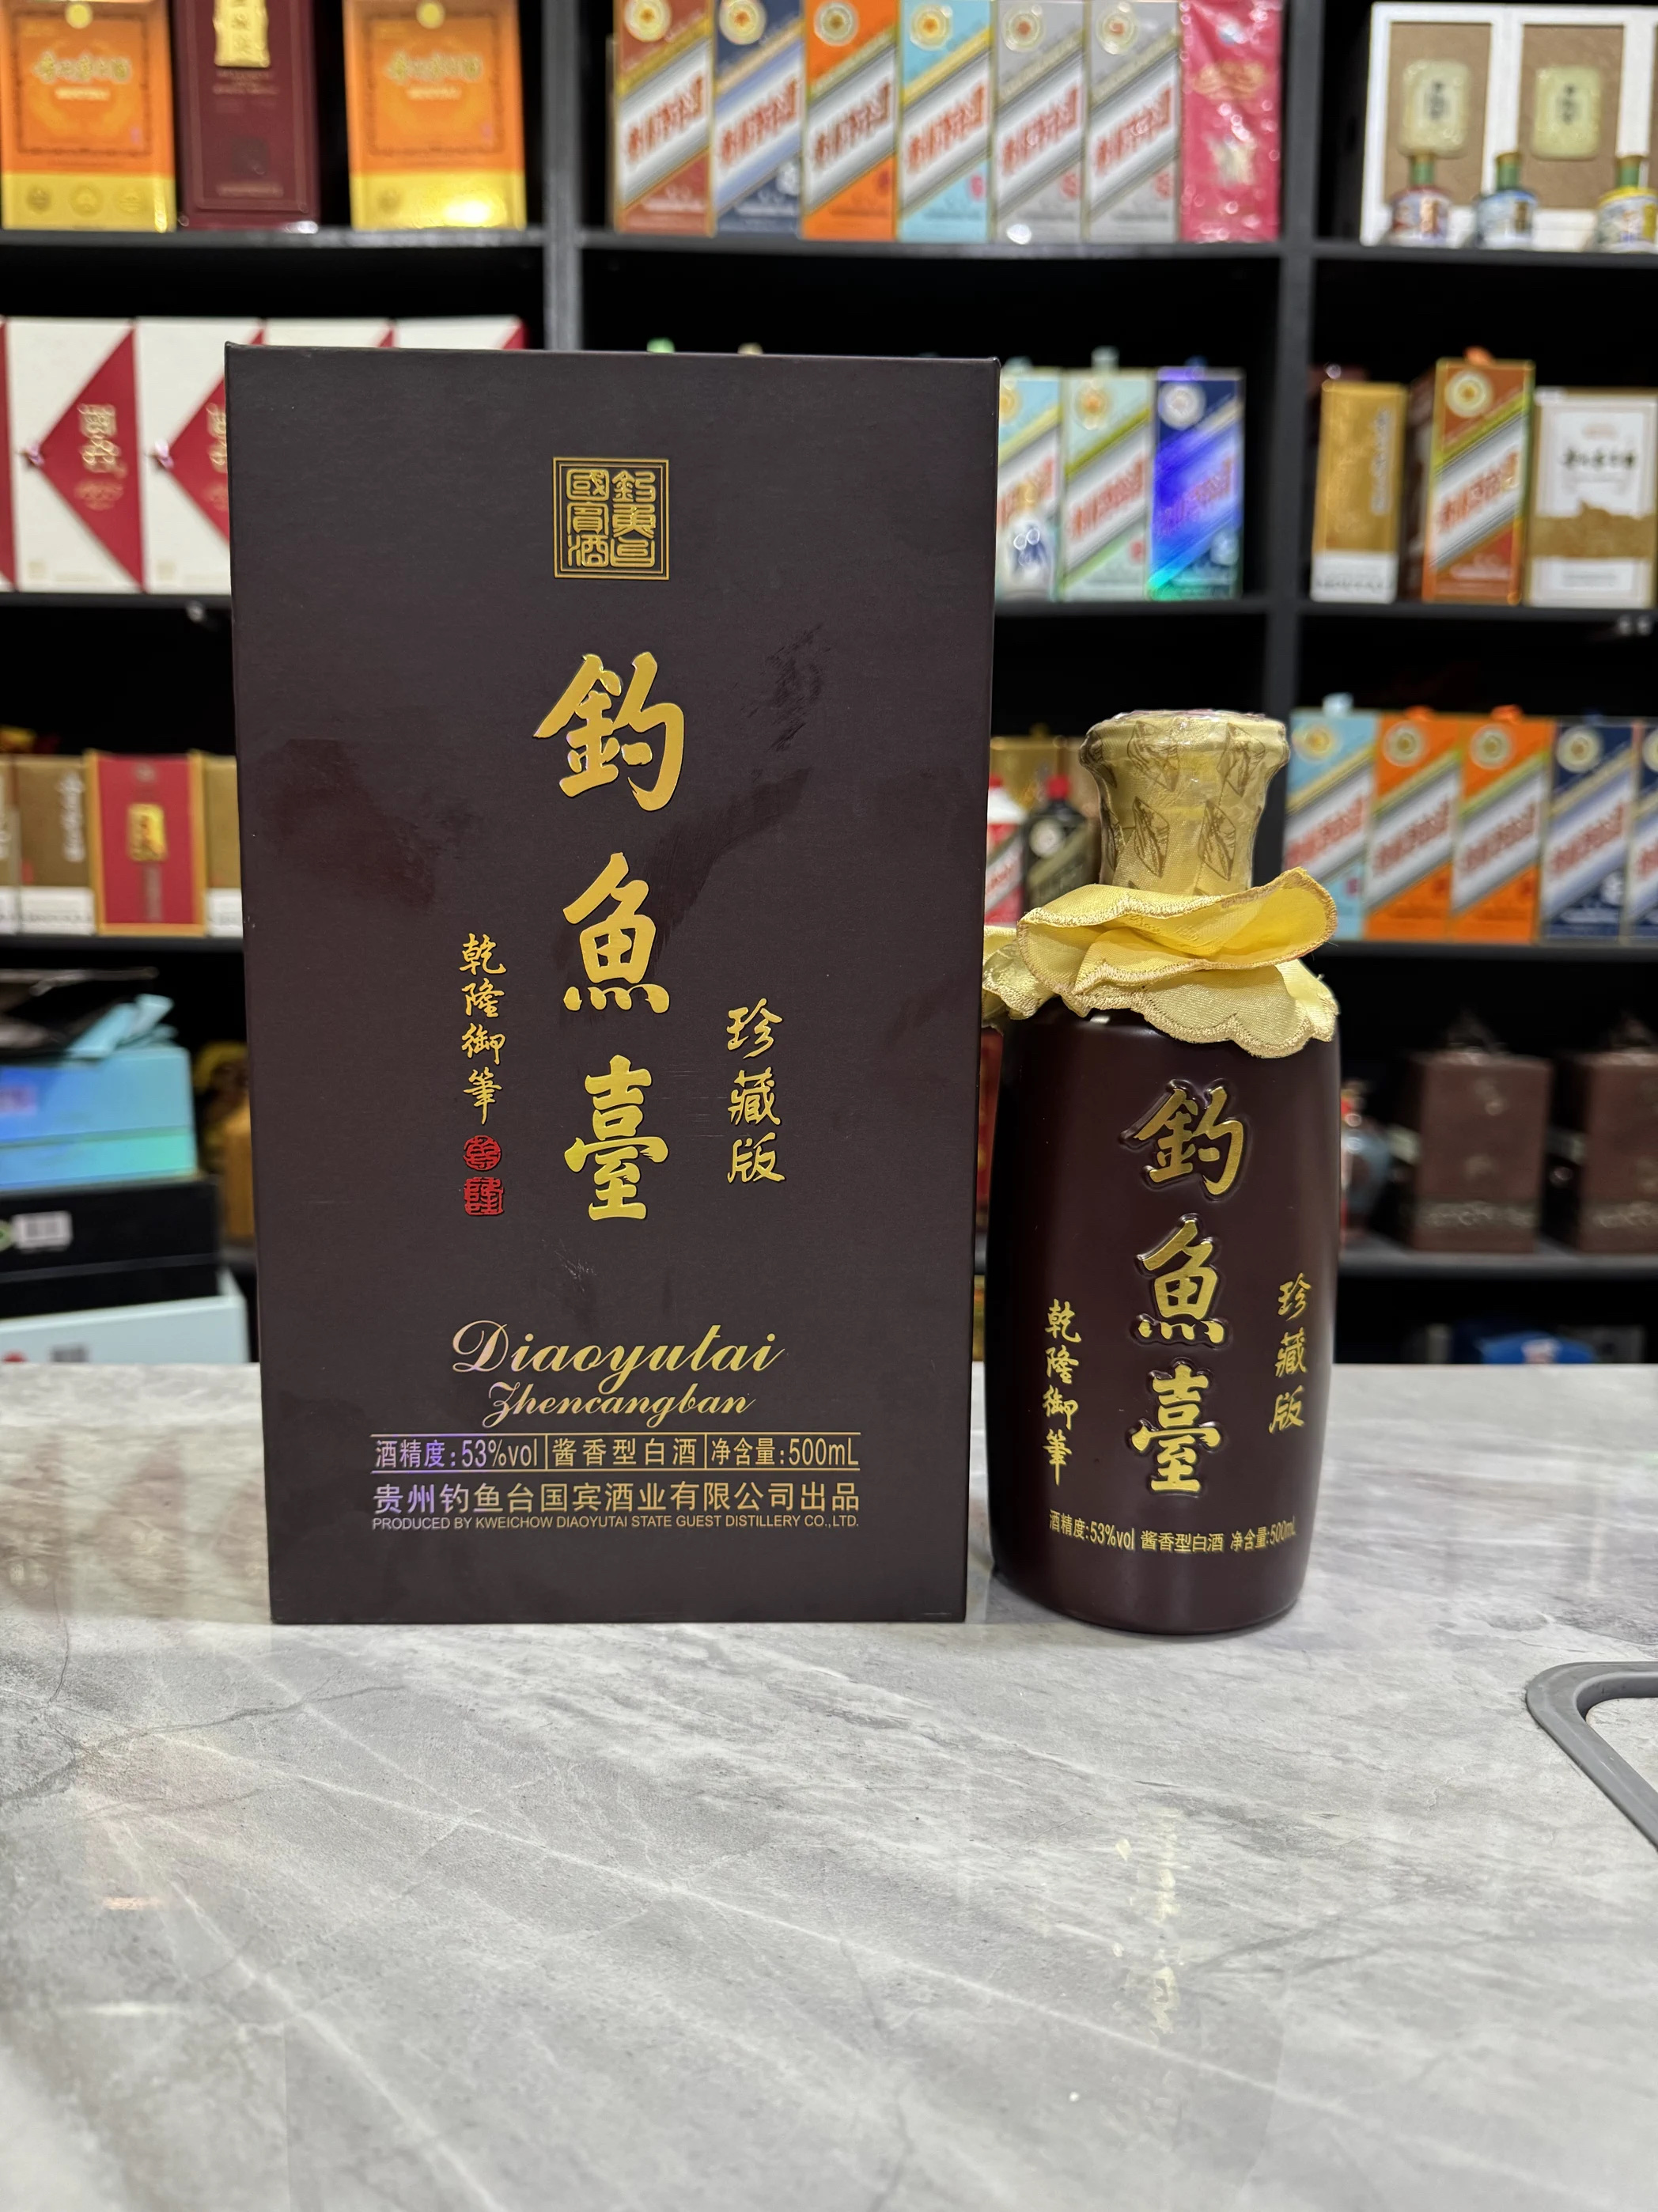 釣魚臺
國賓酒
釣魚臺
乾隆御筆
珍藏版
Diaoyutai
Zhencangban
酒精度:53%vol 酱香型白酒 净含量:500mL
贵州钓鱼台国宾酒业有限公司出品
PRODUCED BY KWEICHOW DIAOYUTAI STATE GUEST DISTILLERY CO.,LTD.
釣魚臺
乾隆御筆
珍藏版
酒精度:53%vol 酱香型白酒 净含量:500mL